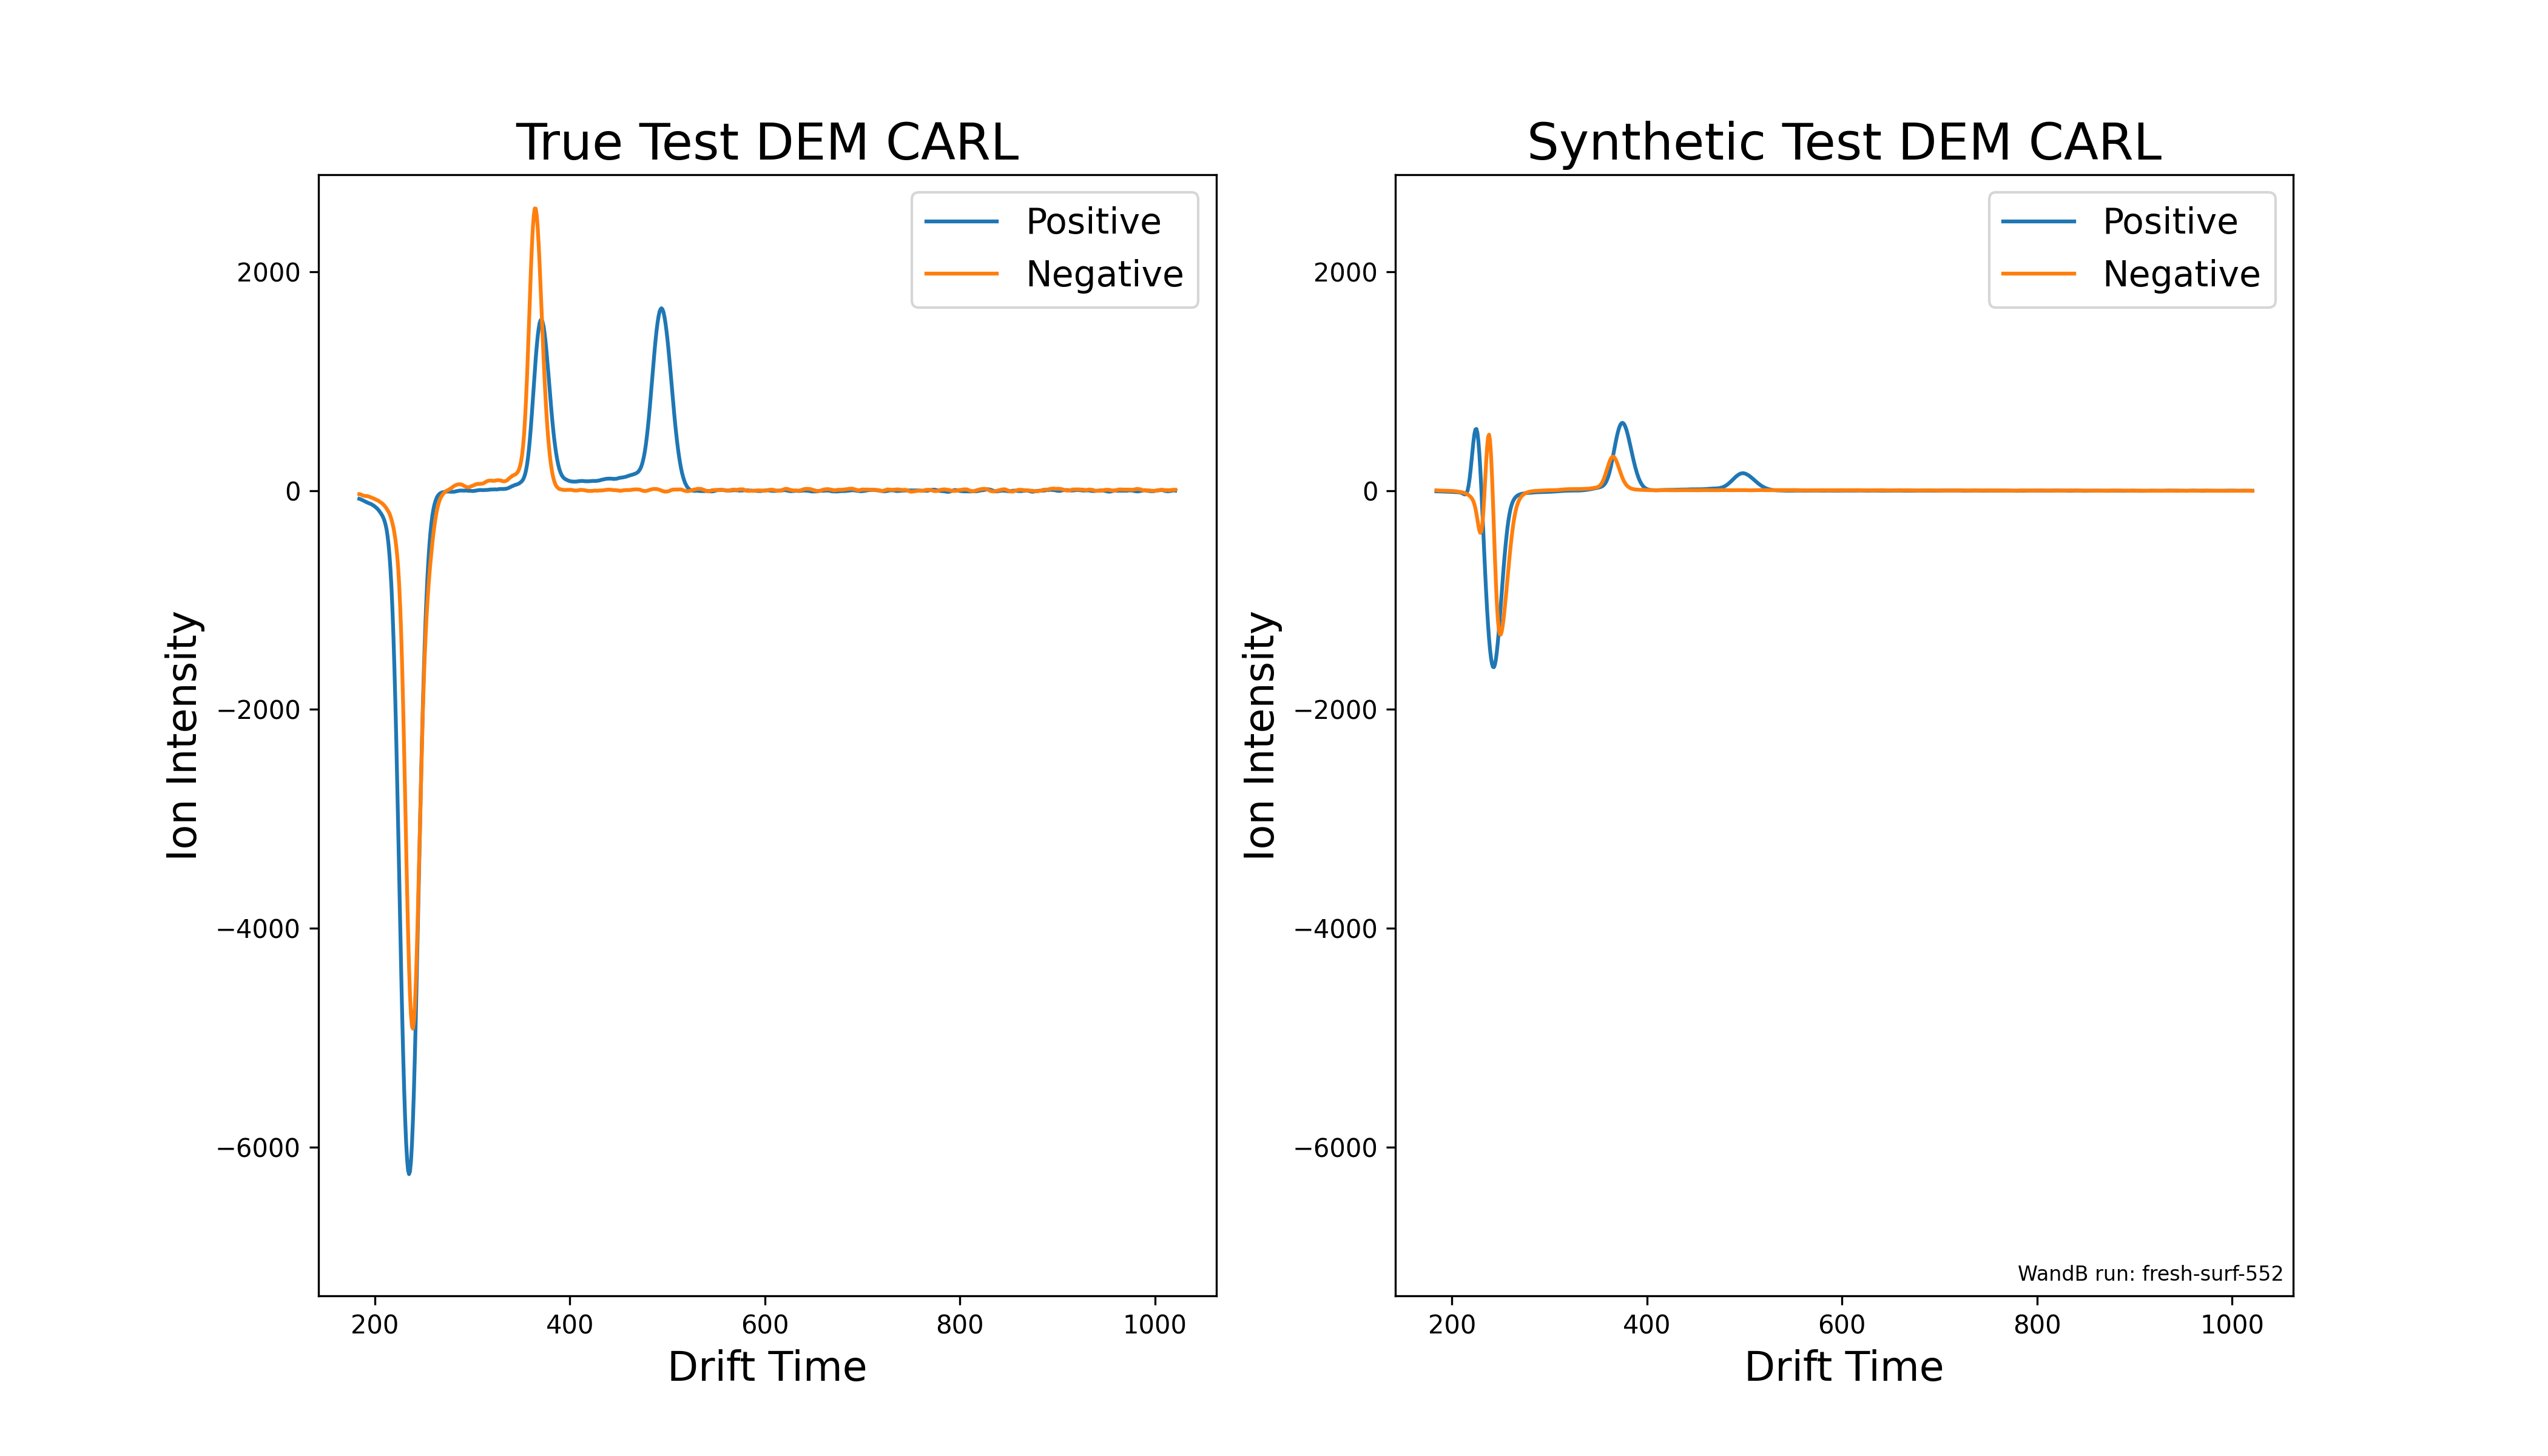 True Test DEM CARL
Positive
Negative
2000
0
−2000
−4000
−6000
Ion Intensity
200 400 600 800 1000
Drift Time
Synthetic Test DEM CARL
Positive
Negative
2000
0
−2000
−4000
−6000
Ion Intensity
WandB run: fresh-surf-552
200 400 600 800 1000
Drift Time